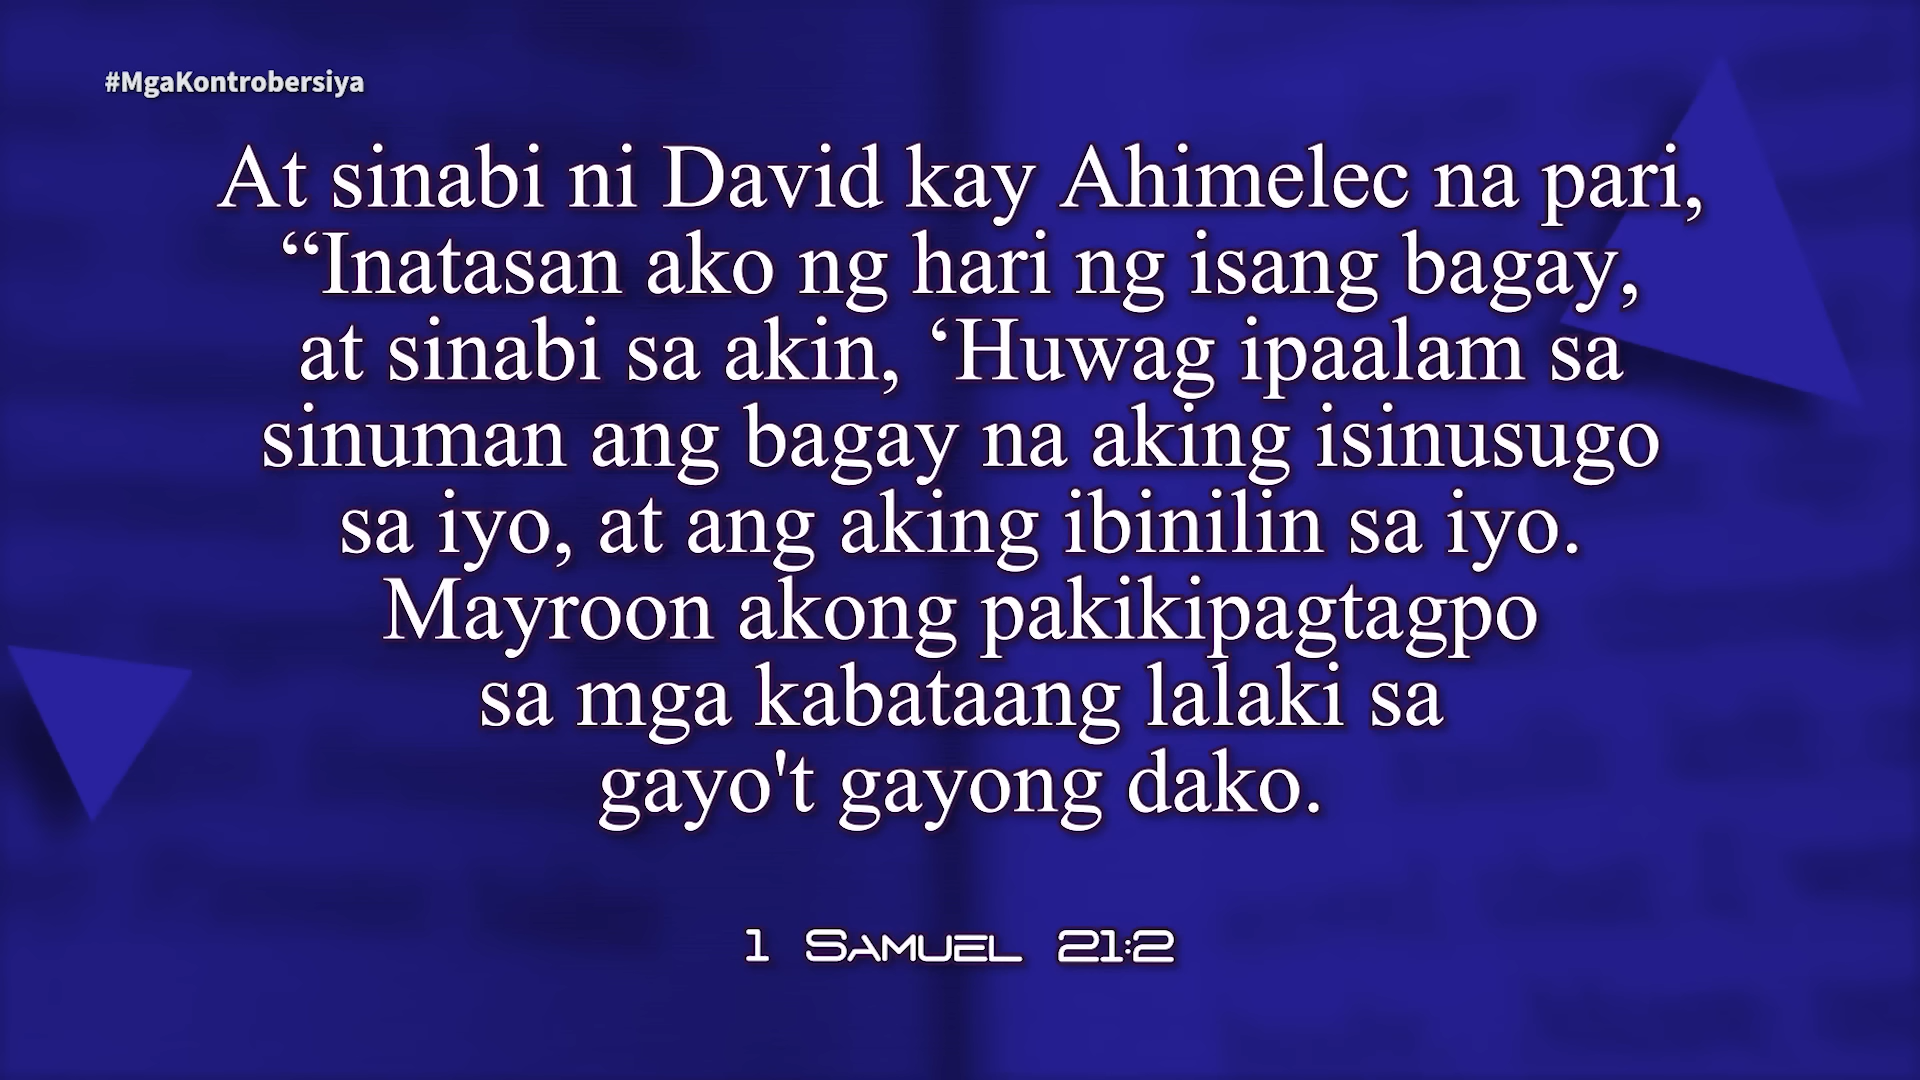 #MgaKontrobersiya
At sinabi ni David kay Ahimelec na pari,
“Inatasan ako ng hari ng isang bagay,
at sinabi sa akin, ‘Huwag ipaalam sa
sinuman ang bagay na aking isinusugo
sa iyo, at ang aking ibinilin sa iyo.
Mayroon akong pakikipagtagpo
sa mga kabataang lalaki sa
gayo't gayong dako.
1 Samuel 21:2